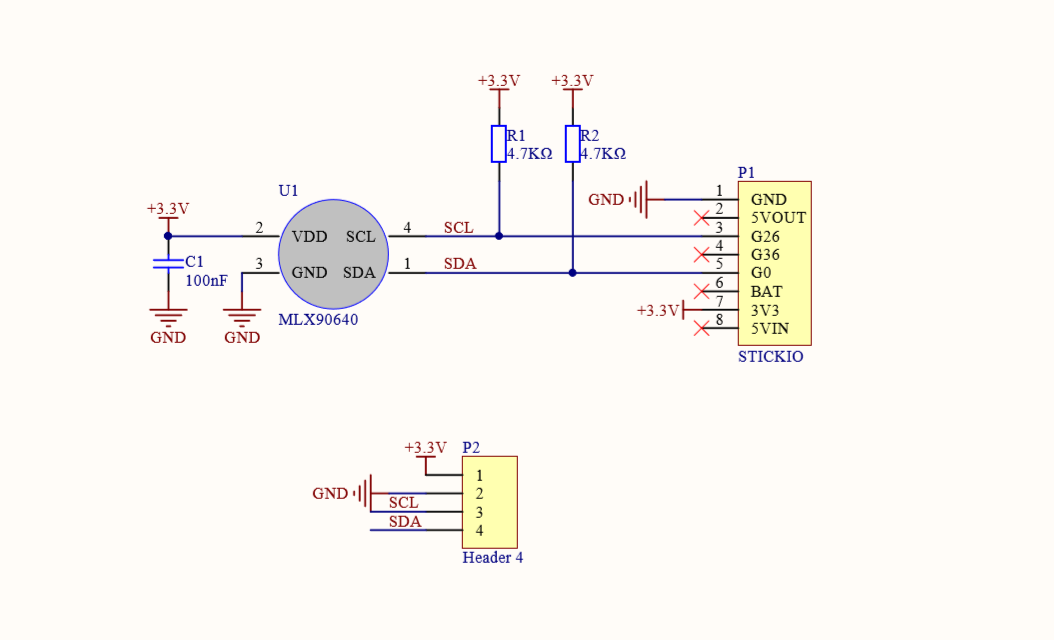 +3.3V
+3.3V
R1
4.7KΩ
R2
4.7KΩ
P1
1
GND
GND
2
5VOUT
3
G26
4
G36
5
G0
6
BAT
7
+3.3V
3V3
8
5VIN
STICKIO
U1
+3.3V
2
VDD
SCL
4
SCL
3
GND
SDA
1
SDA
C1
100nF
MLX90640
GND
GND
+3.3V
P2
1
GND
2
SCL
3
SDA
4
Header 4